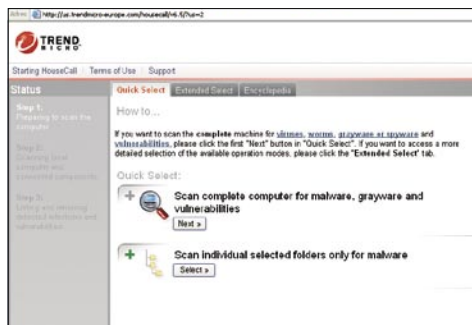 http://us.trendmicro-europe.com/housecall/v6.5/?us=2
TREND
MICRO
Starting HouseCall | Terms of Use | Support
Status
Quick Select
Extended Select
Encyclopedia
Step 1:
Preparing to scan the
computer
Step 2:
Scanning local
computer and
connected components
Step 3:
Listing and removing
detected infections and
vulnerabilities
How to...
If you want to scan the complete machine for viruses, worms, grayware or spyware and
vulnerabilities, please click the first "Next" button in "Quick Select". If you want to access a more
detailed selection of the available operation modes, please click the "Extended Select" tab.
Quick Select:
Scan complete computer for malware, grayware and
vulnerabilities
Next »
Scan individual selected folders only for malware
Select »